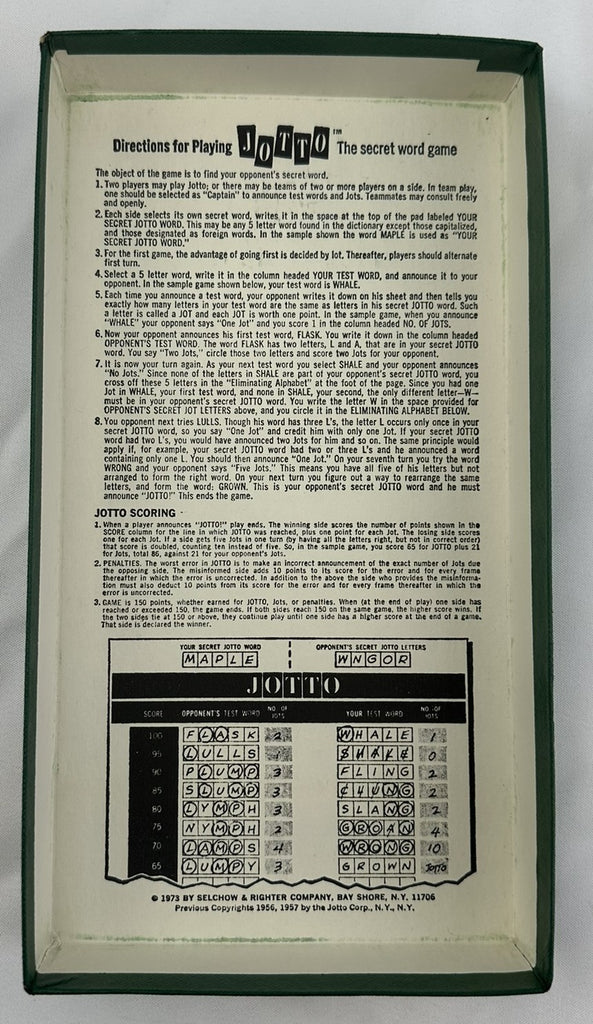 Directions for Playing JOTTO™ The secret word game
The object of the game is to find your opponent's secret word.
1. Two players may play Jotto; or there may be teams of two or more players on a side. In team play,
one should be selected as "Captain" to announce test words and Jots. Teammates may consult freely
and openly.
2. Each side selects its own secret word, writes it in the space at the top of the pad labeled YOUR
SECRET JOTTO WORD. This may be any 5 letter word found in the dictionary except those capitalized,
and those designated as foreign words. In the sample shown the word MAPLE is used as "YOUR
SECRET JOTTO WORD."
3. For the first game, the advantage of going first is decided by lot. Thereafter, players should alternate
first turn.
4. Select a 5 letter word, write it in the column headed YOUR TEST WORD, and announce it to your
opponent. In the sample game shown below, your test word is WHALE.
5. Each time you announce a test word, your opponent writes it down on his sheet and then tells you
exactly how many letters in your test word are the same as letters in his secret JOTTO word. Such
a letter is called a JOT and each JOT is worth one point. In the sample game, when you announce
"WHALE" your opponent says "One Jot" and you score 1 in the column headed NO. OF JOTS.
6. Now your opponent announces his first test word, FLASK. You write it down in the column headed
OPPONENT'S TEST WORD. The word FLASK has two letters, L and A, that are in your secret JOTTO
word. You say "Two Jots," circle those two letters and score two Jots for your opponent.
7. It is now your turn again. As your next test word you select SHALE and your opponent announces
"No Jots." Since none of the letters in SHALE are part of your opponent's secret JOTTO word, you
cross off these 5 letters in the "Eliminating Alphabet" at the foot of the page. Since you had one
Jot in WHALE, your first test word, and none in SHALE, your second, the only different letter—W—
must be in your opponent's secret JOTTO word. You write the letter W in the space provided for
OPPONENT'S SECRET JOT LETTERS above, and you circle it in the ELIMINATING ALPHABET BELOW.
8. You opponent next tries LULLS. Though his word has three L's, the letter L occurs only once in your
secret JOTTO word, so you say "One Jot" and credit him with only one Jot. If your secret JOTTO
word had two L's, you would have announced two Jots for him and so on. The same principle would
apply if, for example, your secret JOTTO word had two or three L's and he announced a word
containing only one L. You should then announce "One Jot." On your seventh turn you try the word
WRONG and your opponent says "Five Jots." This means you have all five of his letters but not
arranged to form the right word. On your next turn you figure out a way to rearrange the same
letters, and form the word: GROWN. This is your opponent's secret JOTTO word and he must
announce "JOTTO!" This ends the game.
JOTTO SCORING
1. When a player announces "JOTTO!" play ends. The winning side scores the number of points shown in the
SCORE column for the line in which JOTTO was reached, plus one point for each Jot. The losing side scores
one for each Jot. If a side gets five Jots in one turn (by having all the letters right, but not in correct order)
that score is doubled, counting ten instead of five. So, in the sample game, you score 65 for JOTTO plus 21
for Jots, total 86, against 21 for your opponent's Jots.
2. PENALTIES. The worst error in JOTTO is to make an incorrect announcement of the exact number of Jots due
the opposing side. The misinformed side adds 10 points to its score for the error and for every frame
thereafter in which the error is uncorrected. In addition to the above the side who provides the misinforma-
tion must also deduct 10 points from its score for the error and for every frame thereafter in which the
error is uncorrected.
3. GAME is 150 points, whether earned for JOTTO, Jots, or penalties. When (at the end of play) one side has
reached or exceeded 150, the game ends. If both sides reach 150 on the same game, the higher score wins. If
the two sides tie at 150 or above, they continue play until one side has a higher score at the end of a game.
That side is declared the winner.
YOUR SECRET JOTTO WORD OPPONENT'S SECRET JOTTO LETTERS
MAPLE WNGOR
JOTTO
SCORE OPPONENT'S TEST WORD NO. OF JOTS YOUR TEST WORD NO. OF JOTS
100 FLASK 2 WHALE 1
95 LULLS 1 SHALE 0
90 PLUMP 3 FLING 2
85 SLUMP 3 CHUNG 2
80 LYMPH 3 SLANG 2
75 NYMPH 2 GROAN 4
70 LAMPS 4 WRONG 10
65 LUMPY 3 GROWN JOTTO
© 1973 BY SELCHOW & RIGHTER COMPANY, BAY SHORE, N.Y. 11706
Previous Copyrights 1956, 1957 by the Jotto Corp., N.Y., N.Y.